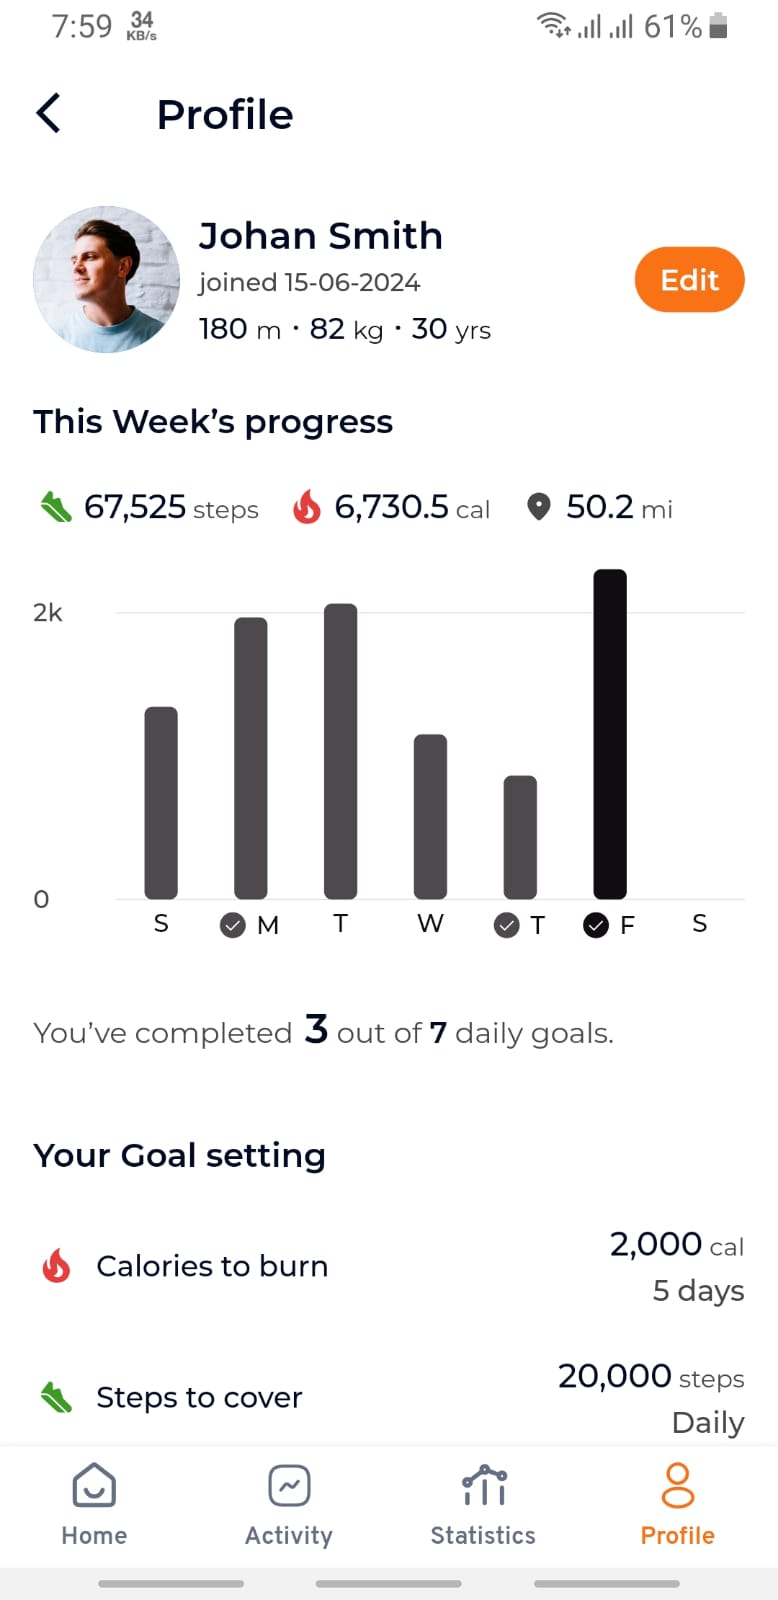 7:59 34 KB/s 61%
Profile
Johan Smith
joined 15-06-2024
180 m · 82 kg · 30 yrs
Edit
This Week’s progress
67,525 steps 6,730.5 cal 50.2 mi
2k
0
S M T W T F S
You’ve completed 3 out of 7 daily goals.
Your Goal setting
Calories to burn
2,000 cal
5 days
Steps to cover
20,000 steps
Daily
Home Activity Statistics Profile